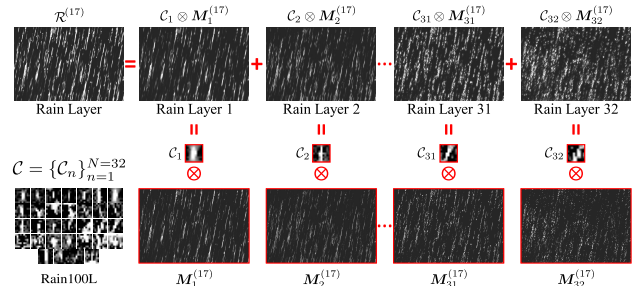 𝓡^(17) 𝒞_1 ⊗ 𝑴_1^(17) 𝒞_2 ⊗ 𝑴_2^(17) 𝒞_31 ⊗ 𝑴_31^(17) 𝒞_32 ⊗ 𝑴_32^(17)
= + ... +
Rain Layer Rain Layer 1 Rain Layer 2 Rain Layer 31 Rain Layer 32
= = = =
𝒞_1 𝒞_2 𝒞_31 𝒞_32
𝒞 = {𝒞_n}_{n=1}^{N=32} ⊗ ⊗ ⊗ ⊗
...
Rain100L 𝑴_1^(17) 𝑴_2^(17) 𝑴_31^(17) 𝑴_32^(17)